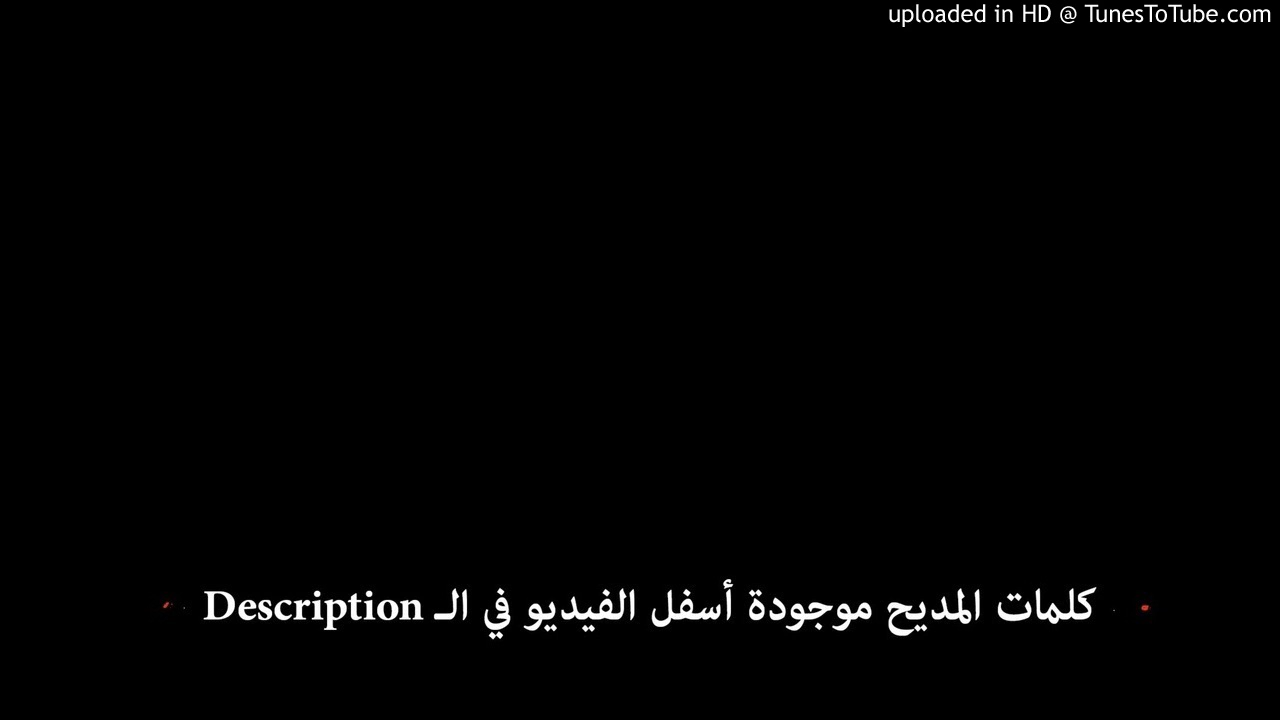 uploaded in HD @ TunesToTube.com
كلمات المديح موجودة أسفل الفيديو في الـ Description